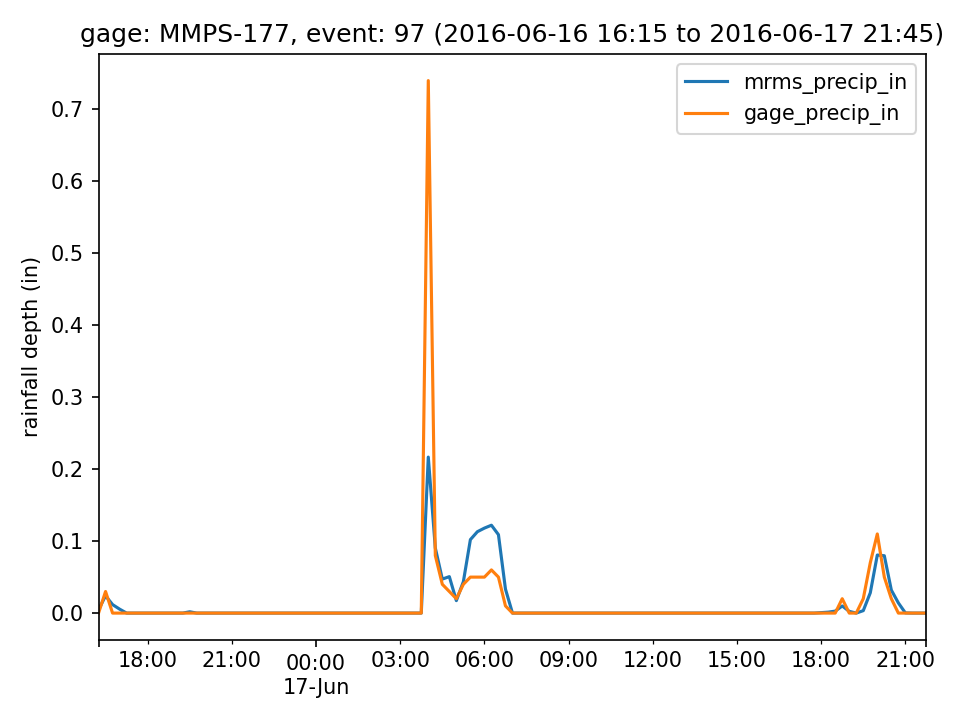 gage: MMPS-177, event: 97 (2016-06-16 16:15 to 2016-06-17 21:45)
mrms_precip_in
gage_precip_in
rainfall depth (in)
0.7
0.6
0.5
0.4
0.3
0.2
0.1
0.0
18:00 21:00 00:00 03:00 06:00 09:00 12:00 15:00 18:00 21:00
17-Jun